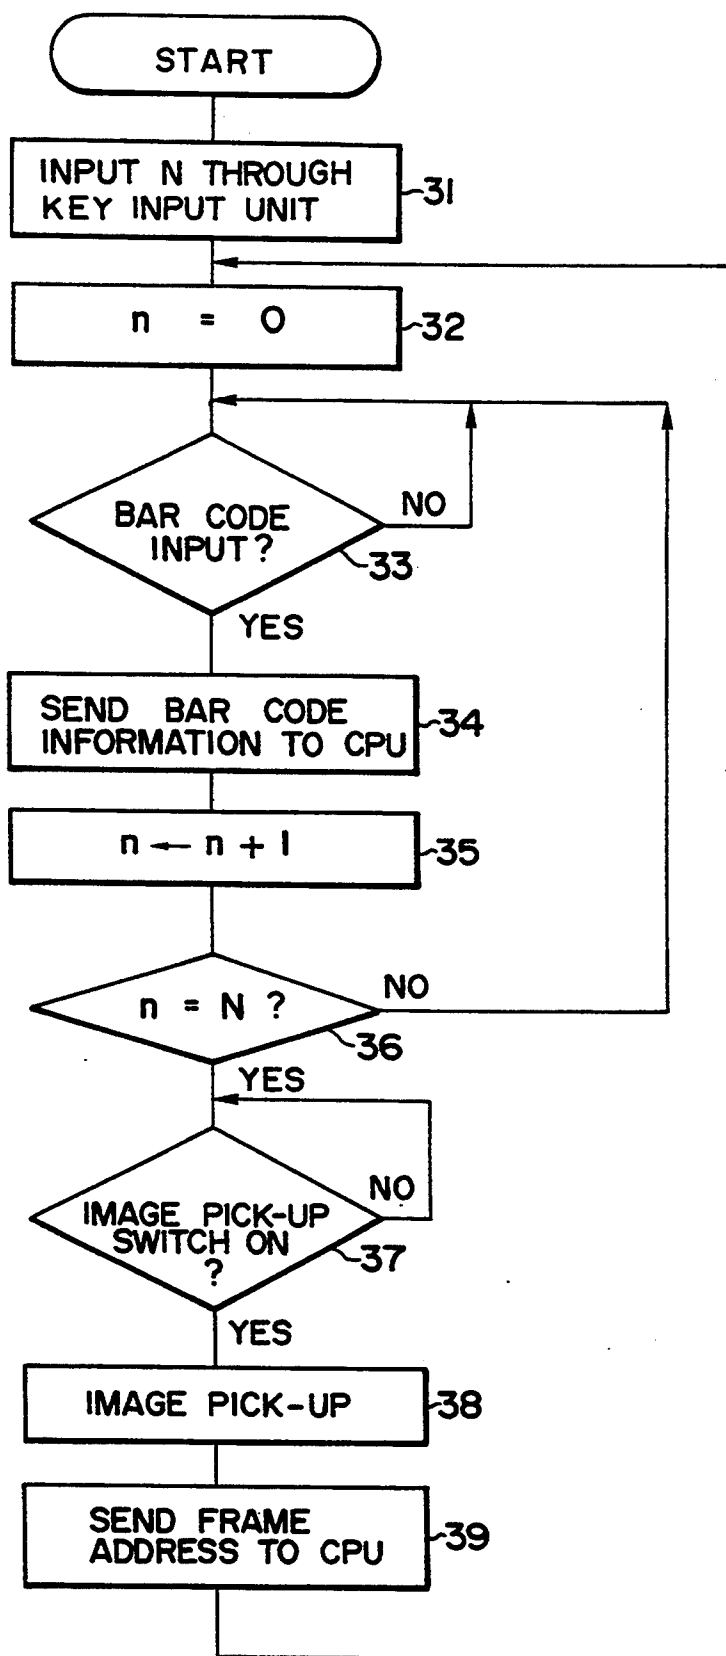 START
INPUT N THROUGH
KEY INPUT UNIT
31
n = 0
32
BAR CODE
INPUT?
NO
33
YES
SEND BAR CODE
INFORMATION TO CPU
34
n ← n + 1
35
n = N ?
NO
36
YES
IMAGE PICK-UP
SWITCH ON
?
NO
37
YES
IMAGE PICK-UP
38
SEND FRAME
ADDRESS TO CPU
39